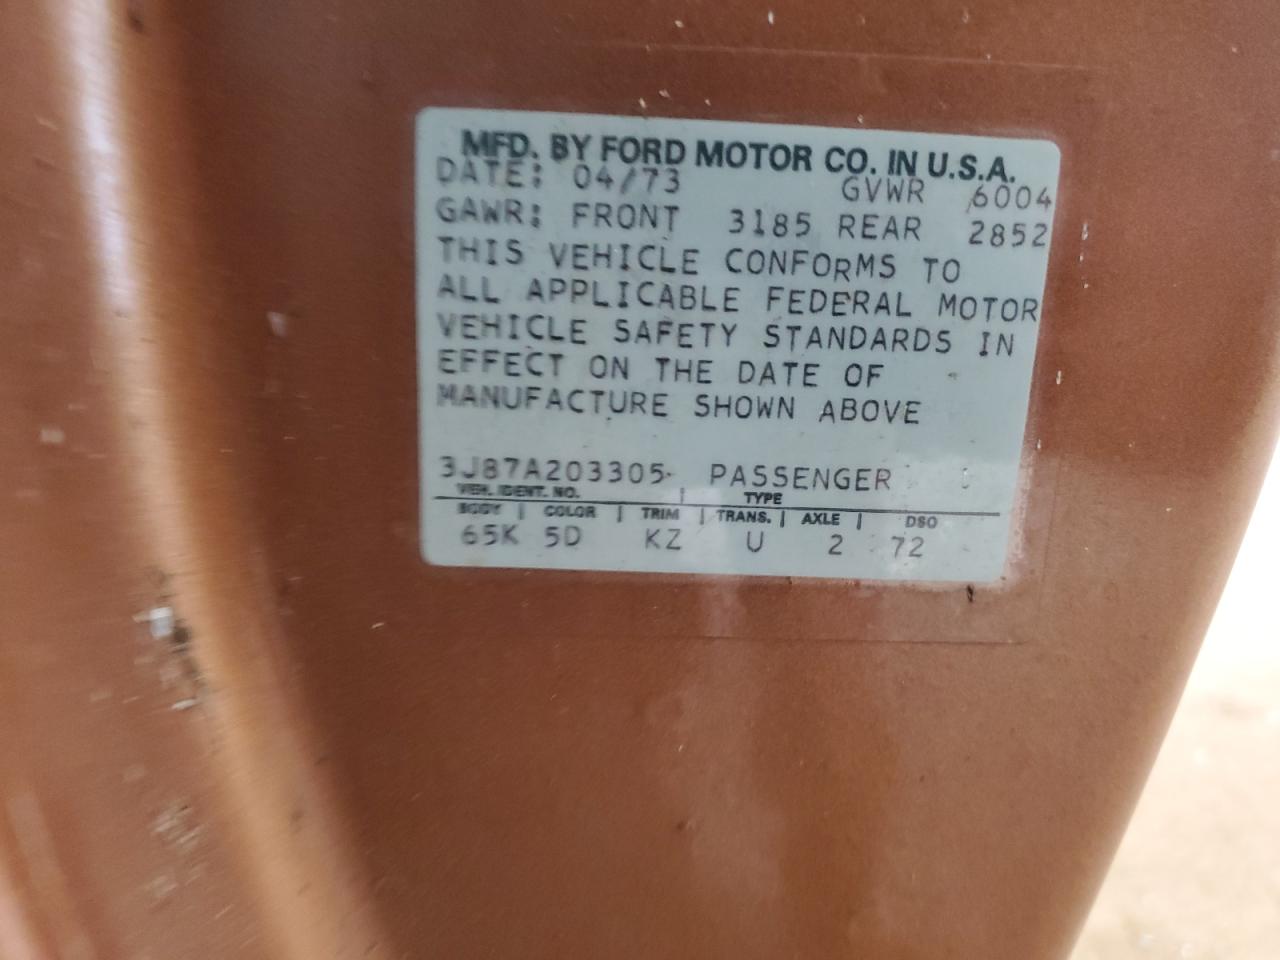 MFD. BY FORD MOTOR CO. IN U.S.A.
DATE: 04/73 GVWR 6004
GAWR: FRONT 3185 REAR 2852
THIS VEHICLE CONFORMS TO
ALL APPLICABLE FEDERAL MOTOR
VEHICLE SAFETY STANDARDS IN
EFFECT ON THE DATE OF
MANUFACTURE SHOWN ABOVE
3J87A203305 PASSENGER
VEH. IDENT. NO. | TYPE
BODY | COLOR | TRIM | TRANS. | AXLE | DSO
65K 5D KZ U 2 72